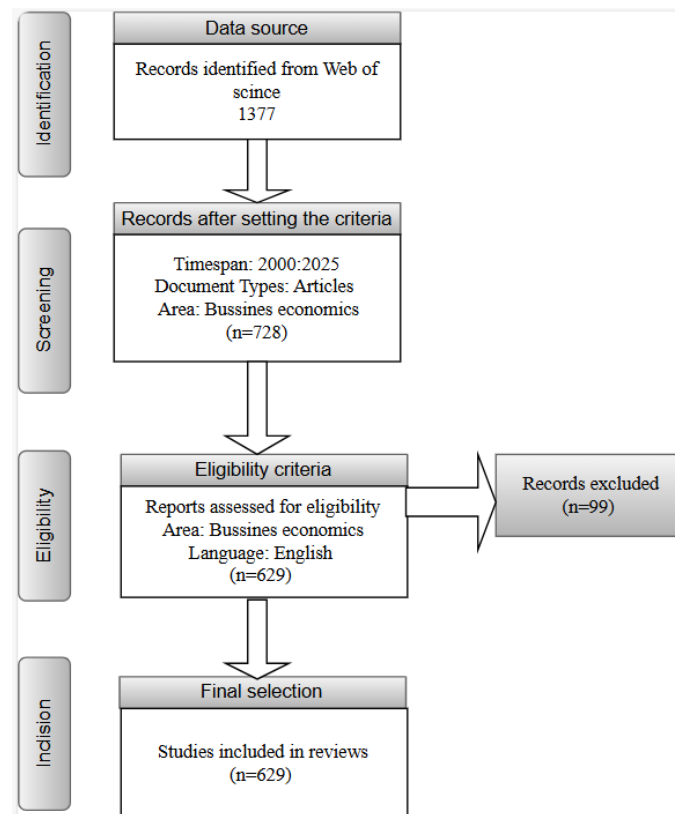 Identification
Data source
Records identified from Web of
scince
1377
Screening
Records after setting the criteria
Timespan: 2000:2025
Document Types: Articles
Area: Bussines economics
(n=728)
Eligibility
Eligibility criteria
Reports assessed for eligibility
Area: Bussines economics
Language: English
(n=629)
Records excluded
(n=99)
Indision
Final selection
Studies included in reviews
(n=629)